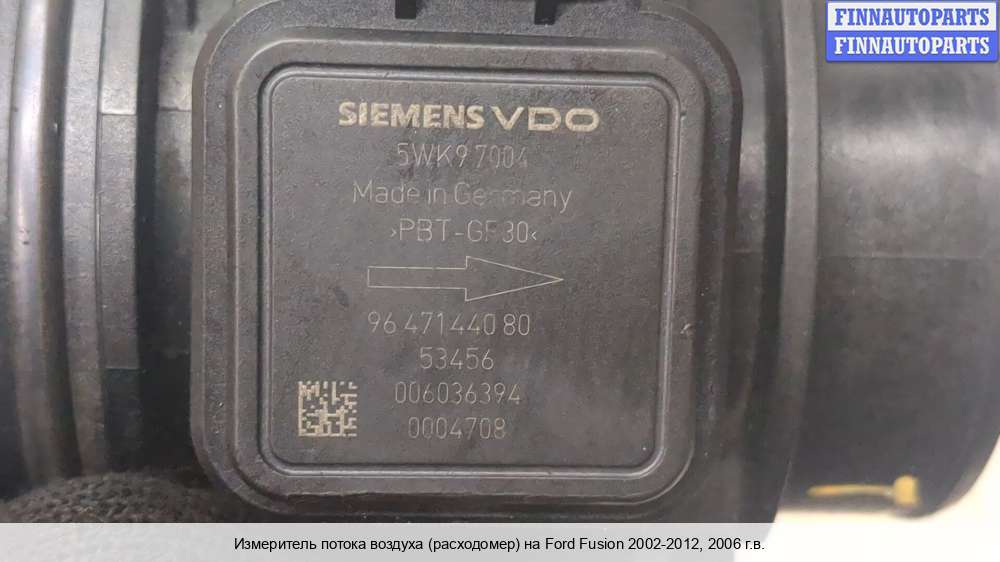 FINNAUTOPARTS
FINNAUTOPARTS
SIEMENS VDO
5WK9 7004
Made in Germany
›PBT-GF30‹
96 471440 80
53456
006036394
0004708
Измеритель потока воздуха (расходомер) на Ford Fusion 2002-2012, 2006 г.в.